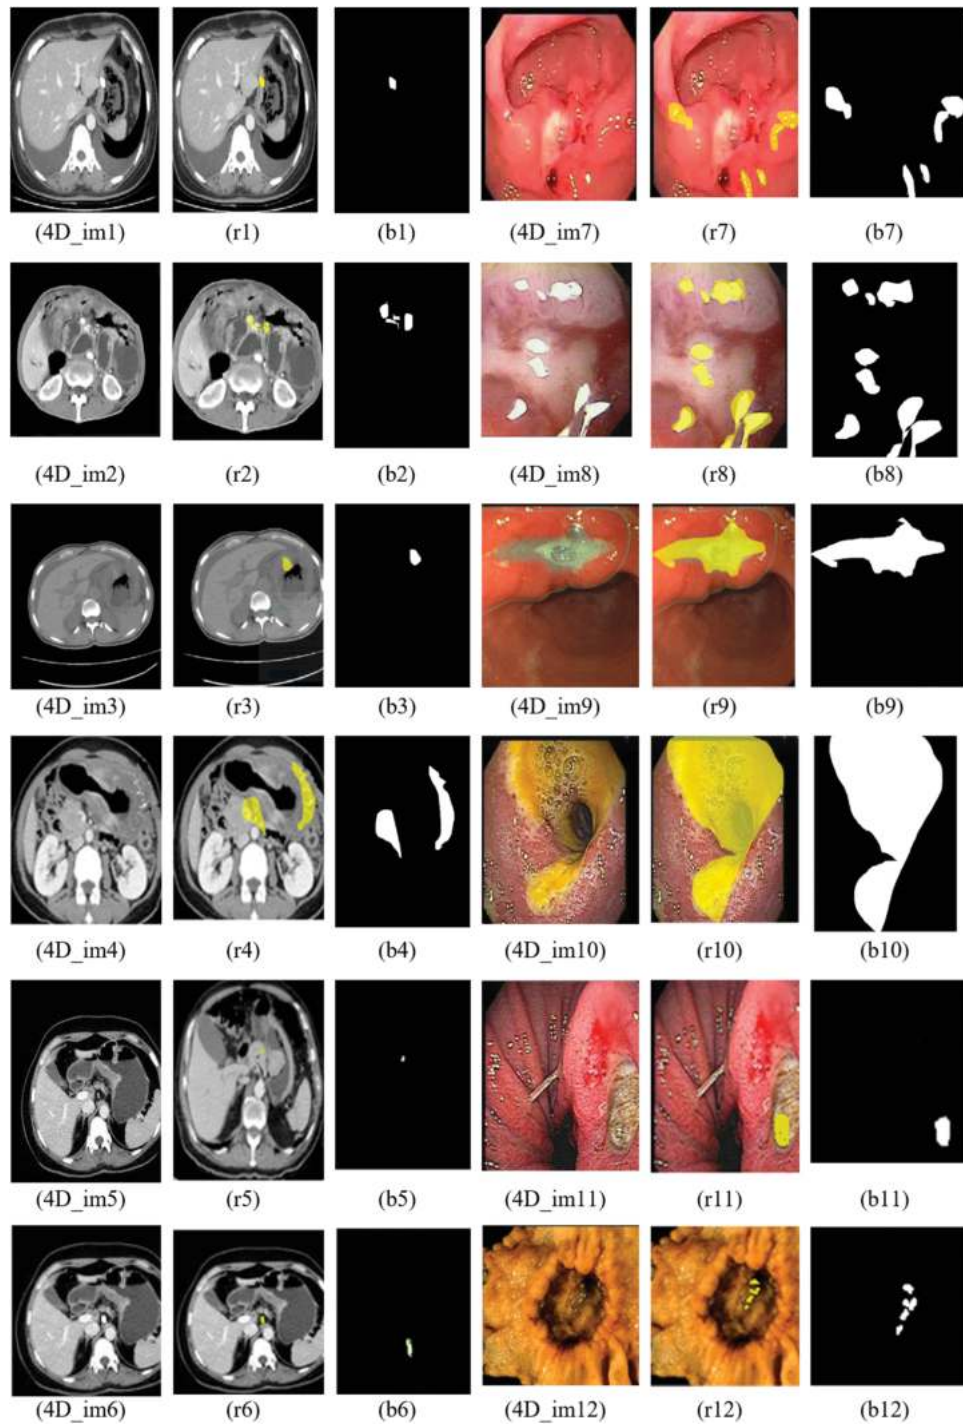 (4D_im1) (r1) (b1) (4D_im7) (r7) (b7)
(4D_im2) (r2) (b2) (4D_im8) (r8) (b8)
(4D_im3) (r3) (b3) (4D_im9) (r9) (b9)
(4D_im4) (r4) (b4) (4D_im10) (r10) (b10)
(4D_im5) (r5) (b5) (4D_im11) (r11) (b11)
(4D_im6) (r6) (b6) (4D_im12) (r12) (b12)